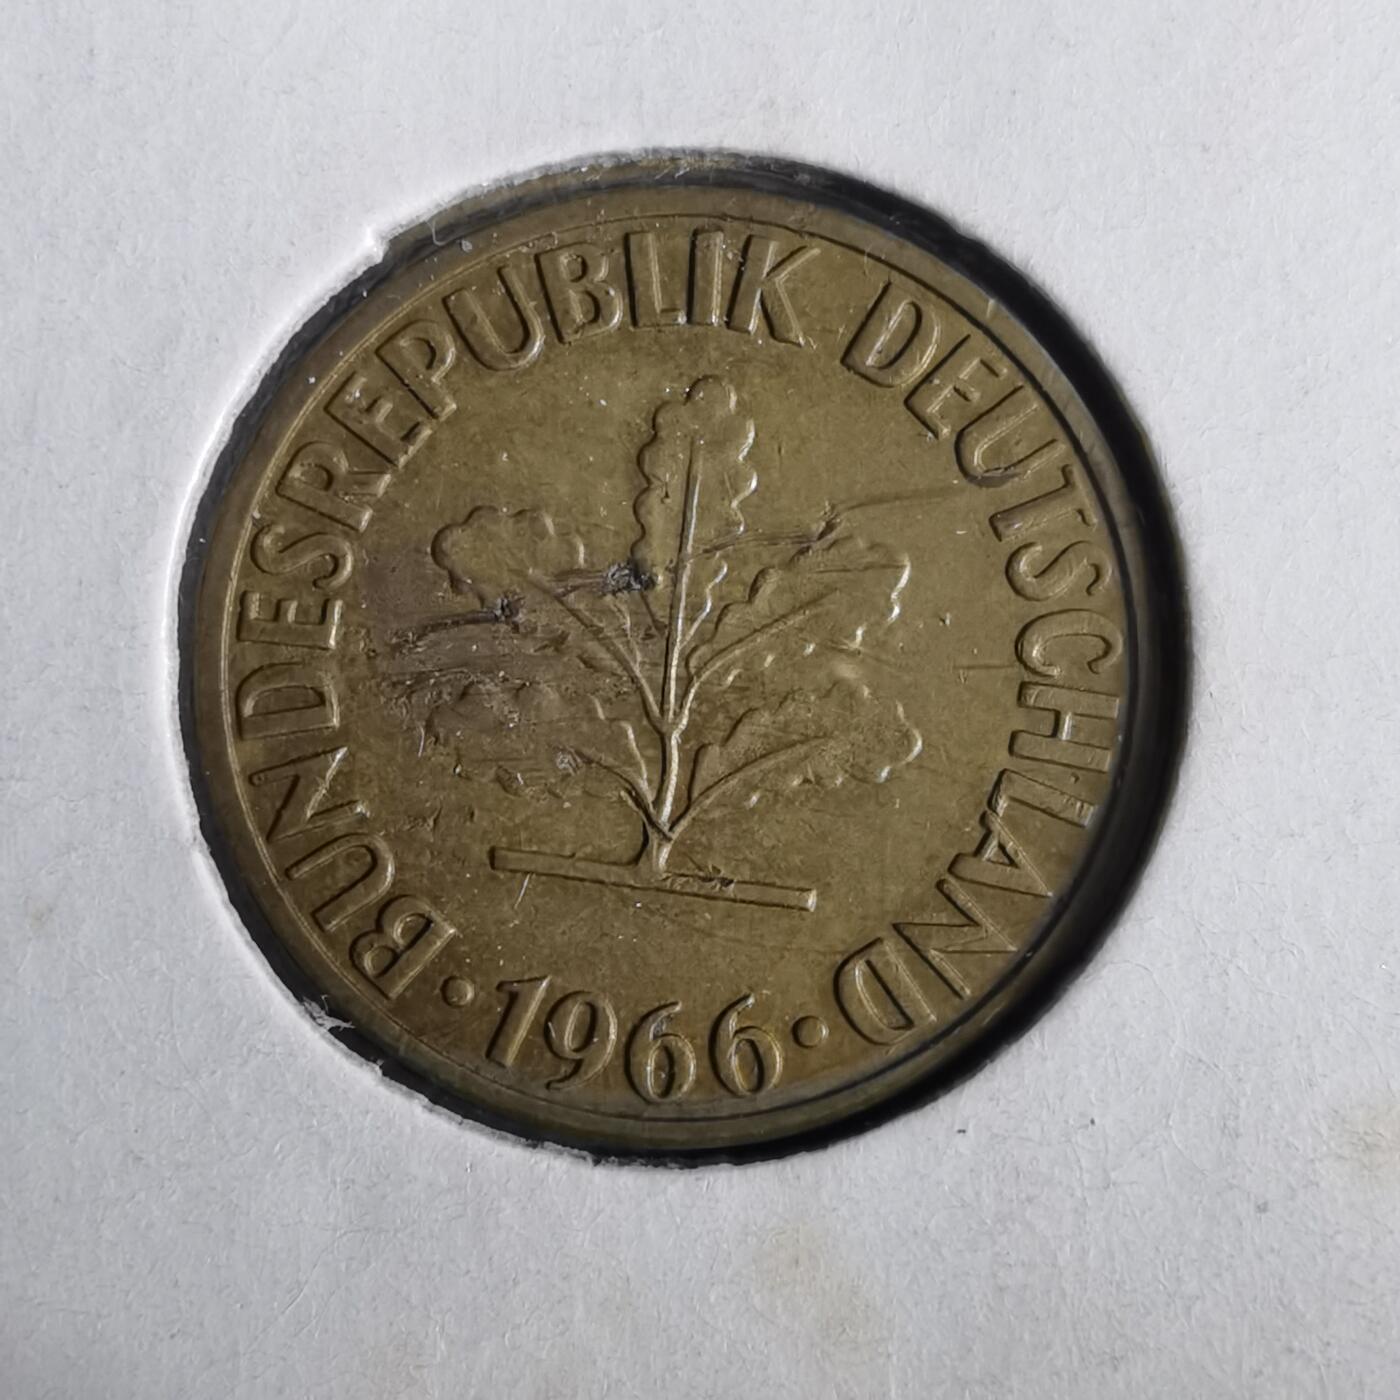 BUNDESREPUBLIK DEUTSCHLAND
· 1966 ·